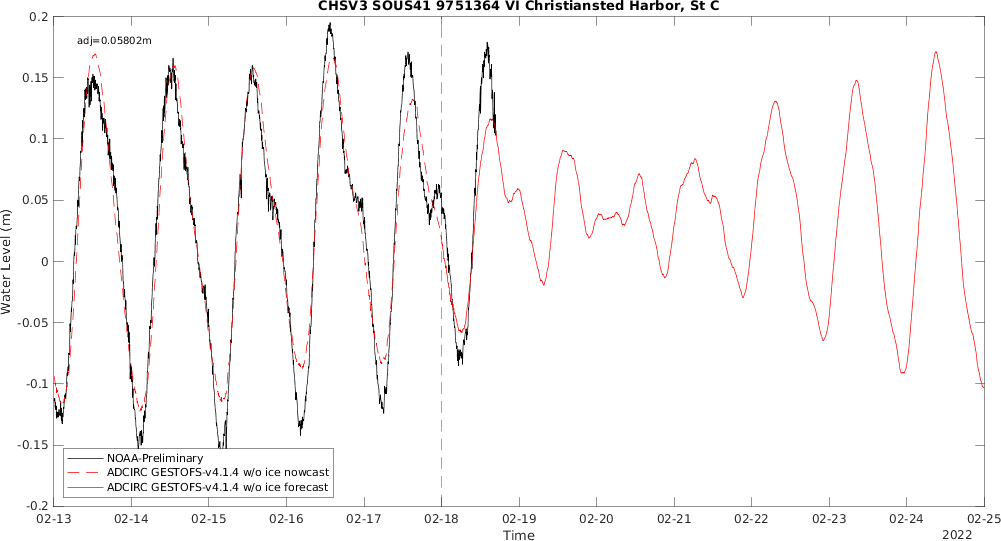 CHSV3 SOUS41 9751364 VI Christiansted Harbor, St C
adj=0.05802m
0.2
0.15
0.1
0.05
0
-0.05
-0.1
-0.15
-0.2
Water Level (m)
NOAA-Preliminary
ADCIRC GESTOFS-v4.1.4 w/o ice nowcast
ADCIRC GESTOFS-v4.1.4 w/o ice forecast
02-13 02-14 02-15 02-16 02-17 02-18 02-19 02-20 02-21 02-22 02-23 02-24 02-25
Time
2022